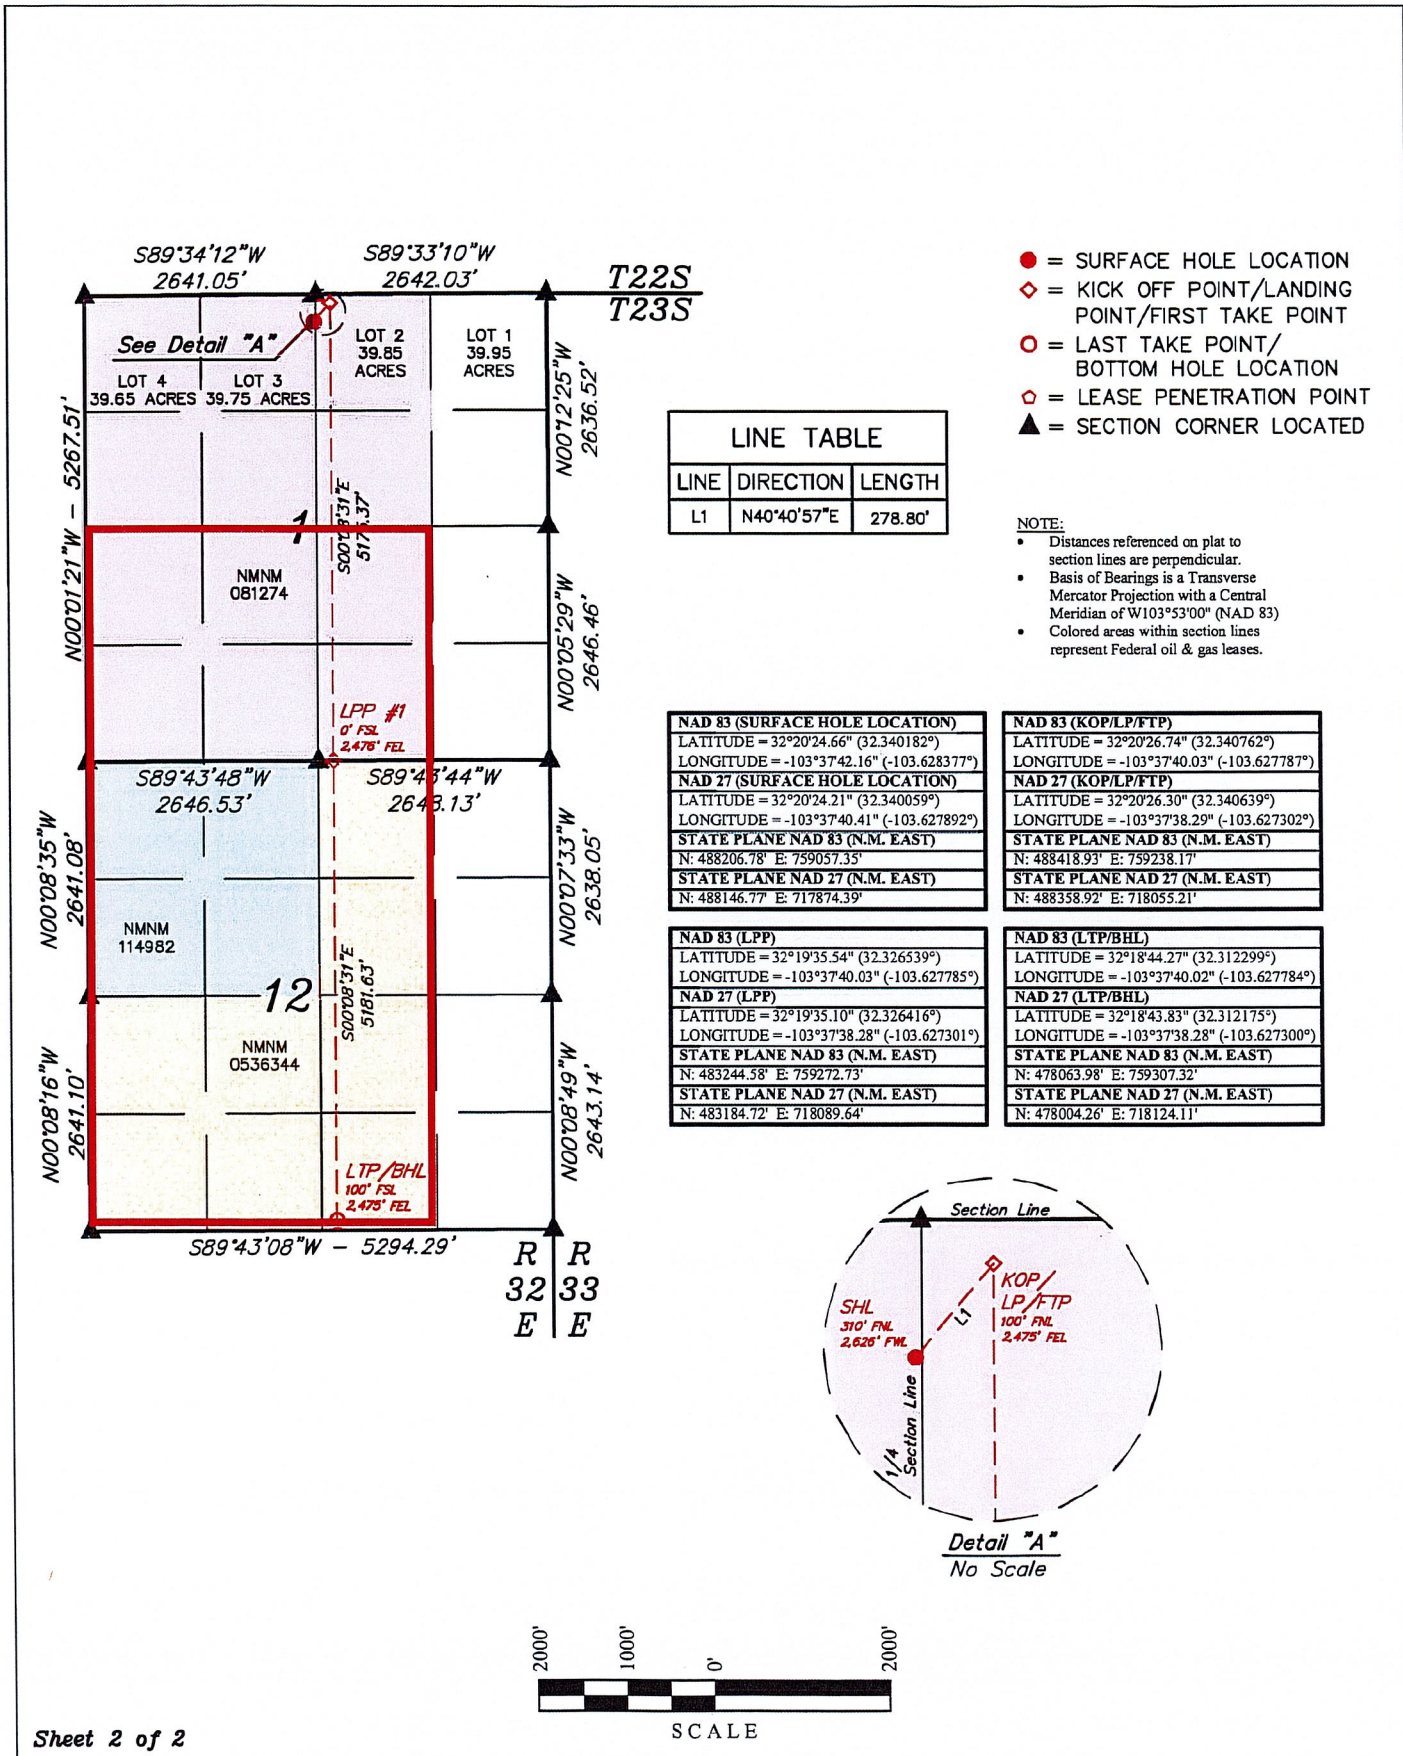 S89°34'12"W
2641.05'
S89°33'10"W
2642.03'
T22S
T23S
See Detail "A"
LOT 4
39.65 ACRES
LOT 3
39.75 ACRES
LOT 2
39.85
ACRES
LOT 1
39.95
ACRES
N00°01'21"W - 5267.51'
N00°12'25"W
2636.52'
1
S00°08'31"E
NMNM
081274
N00°05'29"W
2646.46'
LPP #1
0' FSL
2,476' FEL
S89°43'48"W
2646.53'
S89°43'44"W
2648.13'
N00°08'35"W
2641.08'
N00°07'33"W
2638.05'
NMNM
114982
12
S00°08'31"E
5181.63'
NMNM
0536344
N00°08'16"W
2641.10'
N00°08'49"W
2643.14'
LTP/BHL
100' FSL
2,475' FEL
S89°43'08"W - 5294.29'
R R
32 33
E E
= SURFACE HOLE LOCATION
= KICK OFF POINT/LANDING
POINT/FIRST TAKE POINT
= LAST TAKE POINT/
BOTTOM HOLE LOCATION
= LEASE PENETRATION POINT
= SECTION CORNER LOCATED
LINE TABLE
LINE DIRECTION LENGTH
L1 N40°40'57"E 278.80'
NOTE:
• Distances referenced on plat to
section lines are perpendicular.
• Basis of Bearings is a Transverse
Mercator Projection with a Central
Meridian of W103°53'00" (NAD 83)
• Colored areas within section lines
represent Federal oil & gas leases.
NAD 83 (SURFACE HOLE LOCATION)
LATITUDE = 32°20'24.66" (32.340182°)
LONGITUDE = -103°37'42.16" (-103.628377°)
NAD 27 (SURFACE HOLE LOCATION)
LATITUDE = 32°20'24.21" (32.340059°)
LONGITUDE = -103°37'40.41" (-103.627892°)
STATE PLANE NAD 83 (N.M. EAST)
N: 488206.78' E: 759057.35'
STATE PLANE NAD 27 (N.M. EAST)
N: 488146.77' E: 717874.39'
NAD 83 (KOP/LP/FTP)
LATITUDE = 32°20'26.74" (32.340762°)
LONGITUDE = -103°37'40.03" (-103.627787°)
NAD 27 (KOP/LP/FTP)
LATITUDE = 32°20'26.30" (32.340639°)
LONGITUDE = -103°37'38.29" (-103.627302°)
STATE PLANE NAD 83 (N.M. EAST)
N: 488418.93' E: 759238.17'
STATE PLANE NAD 27 (N.M. EAST)
N: 488358.92' E: 718055.21'
NAD 83 (LPP)
LATITUDE = 32°19'35.54" (32.326539°)
LONGITUDE = -103°37'40.03" (-103.627785°)
NAD 27 (LPP)
LATITUDE = 32°19'35.10" (32.326416°)
LONGITUDE = -103°37'38.28" (-103.627301°)
STATE PLANE NAD 83 (N.M. EAST)
N: 483244.58' E: 759272.73'
STATE PLANE NAD 27 (N.M. EAST)
N: 483184.72' E: 718089.64'
NAD 83 (LTP/BHL)
LATITUDE = 32°18'44.27" (32.312299°)
LONGITUDE = -103°37'40.02" (-103.627784°)
NAD 27 (LTP/BHL)
LATITUDE = 32°18'43.83" (32.312175°)
LONGITUDE = -103°37'38.28" (-103.627300°)
STATE PLANE NAD 83 (N.M. EAST)
N: 478063.98' E: 759307.32'
STATE PLANE NAD 27 (N.M. EAST)
N: 478004.26' E: 718124.11'
Section Line
KOP/
LP/FTP
100' FNL
2,475' FEL
L1
SHL
310' FNL
2,626' FWL
1/4
Section Line
Detail "A"
No Scale
2000' 1000' 0' 2000'
SCALE
Sheet 2 of 2